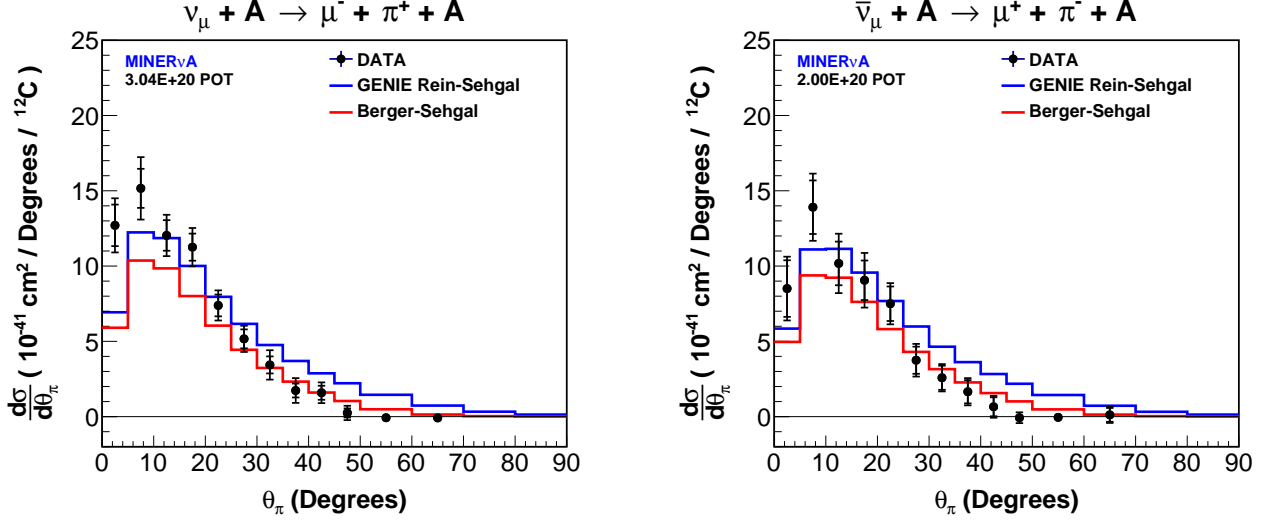 ν_μ + A → μ⁻ + π⁺ + A
25
20
15
10
5
0
dσ/dθ_π ( 10⁻⁴¹ cm² / Degrees / ¹²C )
MINERνA
3.04E+20 POT
DATA
GENIE Rein-Sehgal
Berger-Sehgal
0 10 20 30 40 50 60 70 80 90
θ_π (Degrees)
ν̅_μ + A → μ⁺ + π⁻ + A
25
20
15
10
5
0
dσ/dθ_π ( 10⁻⁴¹ cm² / Degrees / ¹²C )
MINERνA
2.00E+20 POT
DATA
GENIE Rein-Sehgal
Berger-Sehgal
0 10 20 30 40 50 60 70 80 90
θ_π (Degrees)